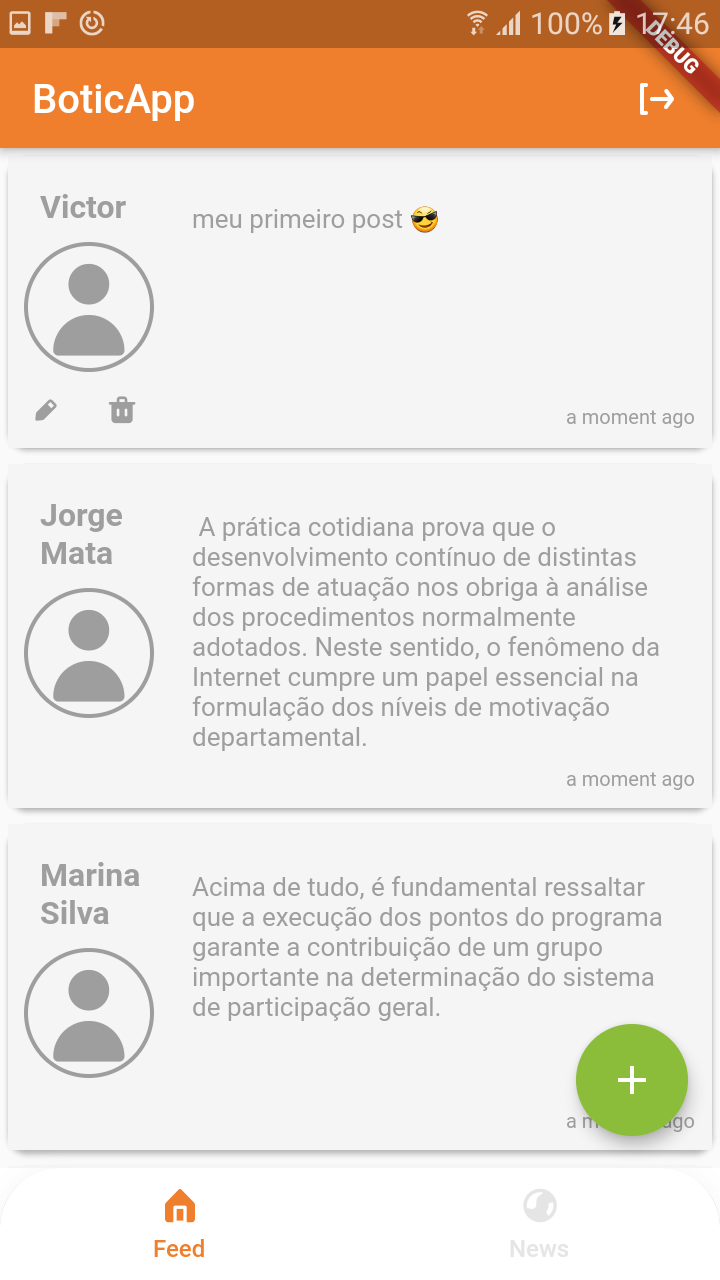 100% 17:46
DEBUG
BoticApp
Victor
meu primeiro post 😎
a moment ago
Jorge
Mata
A prática cotidiana prova que o
desenvolvimento contínuo de distintas
formas de atuação nos obriga à análise
dos procedimentos normalmente
adotados. Neste sentido, o fenômeno da
Internet cumpre um papel essencial na
formulação dos níveis de motivação
departamental.
a moment ago
Marina
Silva
Acima de tudo, é fundamental ressaltar
que a execução dos pontos do programa
garante a contribuição de um grupo
importante na determinação do sistema
de participação geral.
a m ago
Feed
News